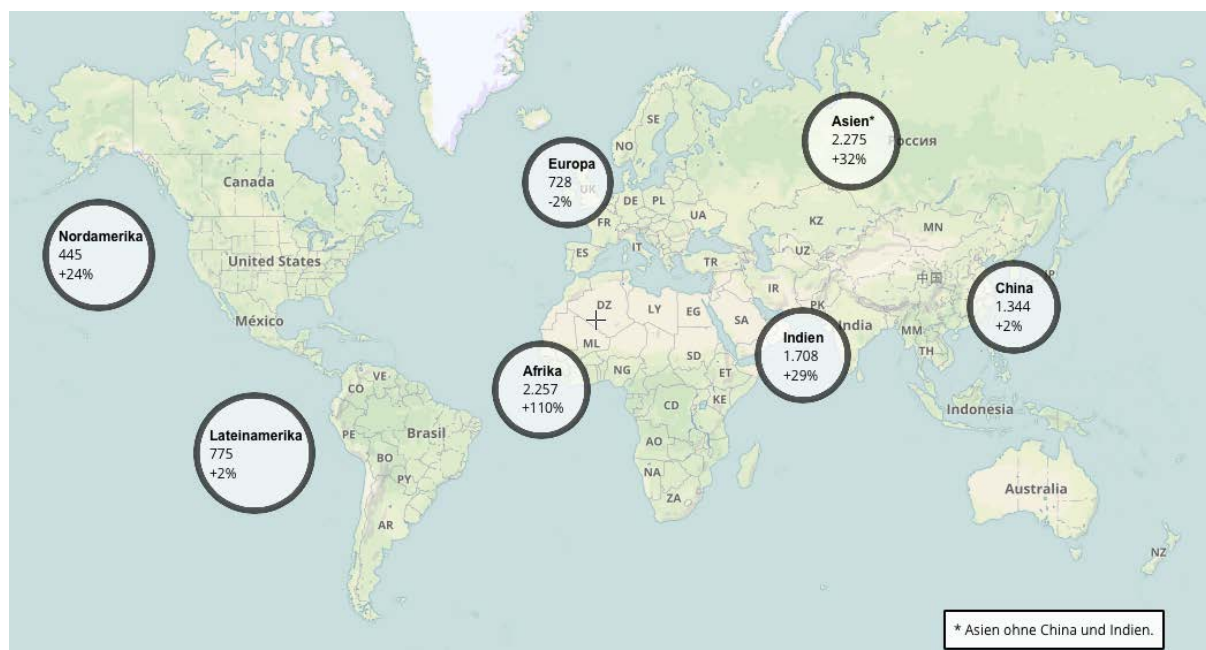 Asien*
2.275
+32%
Россия
SE
NO
Europa
728
-2%
UK
Canada
DE PL
UA
FR
KZ
MN
Nordamerika
445
+24%
United States
ES
IT
TR
UZ
中国
JP
China
1.344
+2%
IR
PK
DZ
LY
EG
SA
India
México
MM
Indien
1.708
+29%
ML
SD
TH
Afrika
2.257
+110%
NG
ET
VE
CO
KE
CD
Indonesia
Lateinamerika
775
+2%
PE
Brasil
AO
BO
NA
PY
ZA
Australia
AR
NZ
* Asien ohne China und Indien.